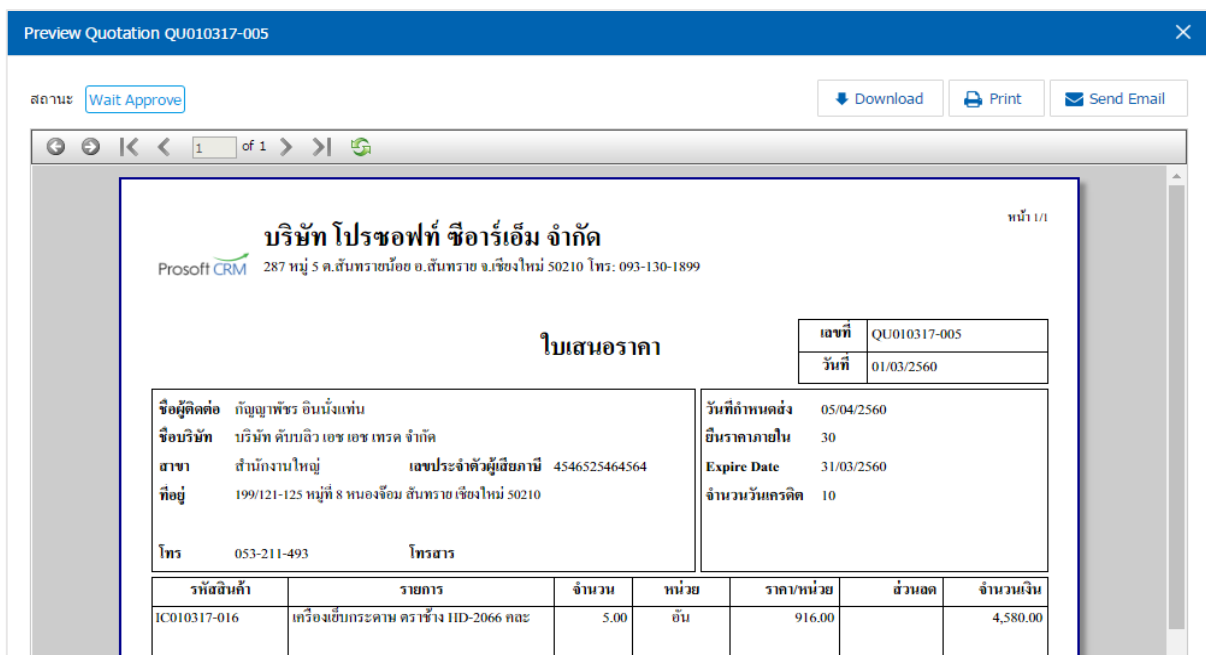 Preview Quotation QU010317-005
สถานะ Wait Approve Download Print Send Email
1 of 1
หน้า 1/1
บริษัท โปรซอฟท์ ซีอาร์เอ็ม จำกัด
Prosoft CRM 287 หมู่ 5 ต.สันทรายน้อย อ.สันทราย จ.เชียงใหม่ 50210 โทร: 093-130-1899
ใบเสนอราคา
เลขที่ QU010317-005
วันที่ 01/03/2560
ชื่อผู้ติดต่อ กัญญาพัชร อินนั่งแท่น วันที่กำหนดส่ง 05/04/2560
ชื่อบริษัท บริษัท ดับบลิว เอช เอช เทรด จำกัด ยืนราคาภายใน 30
สาขา สำนักงานใหญ่ เลขประจำตัวผู้เสียภาษี 4546525464564 Expire Date 31/03/2560
ที่อยู่ 199/121-125 หมู่ที่ 8 หนองจ๊อม สันทราย เชียงใหม่ 50210 จำนวนวันเครดิต 10
โทร 053-211-493 โทรสาร
รหัสสินค้า รายการ จำนวน หน่วย ราคา/หน่วย ส่วนลด จำนวนเงิน
IC010317-016 เครื่องเย็บกระดาษ ตราช้าง HD-2066 คละ 5.00 อัน 916.00 4,580.00